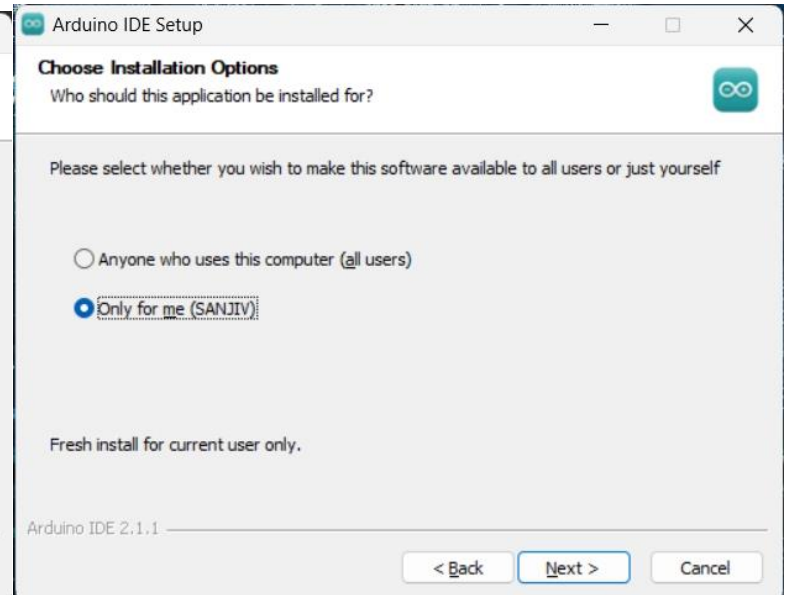 Arduino IDE Setup
Choose Installation Options
Who should this application be installed for?
Please select whether you wish to make this software available to all users or just yourself
Anyone who uses this computer (all users)
Only for me (SANJIV)
Fresh install for current user only.
Arduino IDE 2.1.1
< Back Next > Cancel